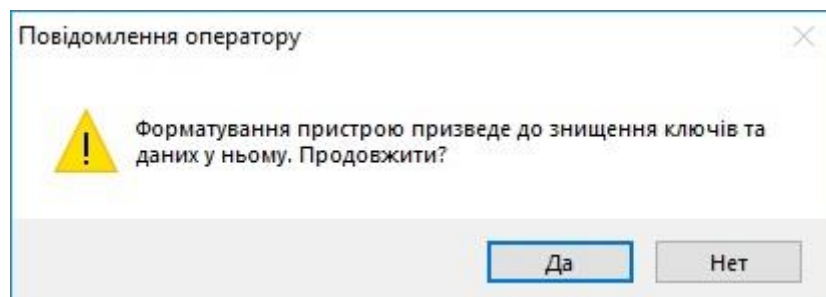 Повідомлення оператору
Форматування пристрою призведе до знищення ключів та
даних у ньому. Продовжити?
Да
Нет